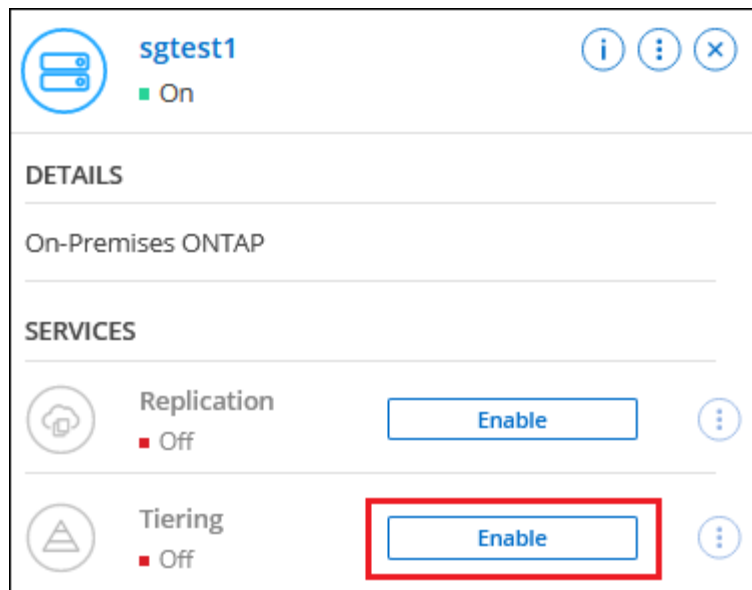 sgtest1
On
DETAILS
On-Premises ONTAP
SERVICES
Replication
Enable
Off
Tiering
Enable
Off